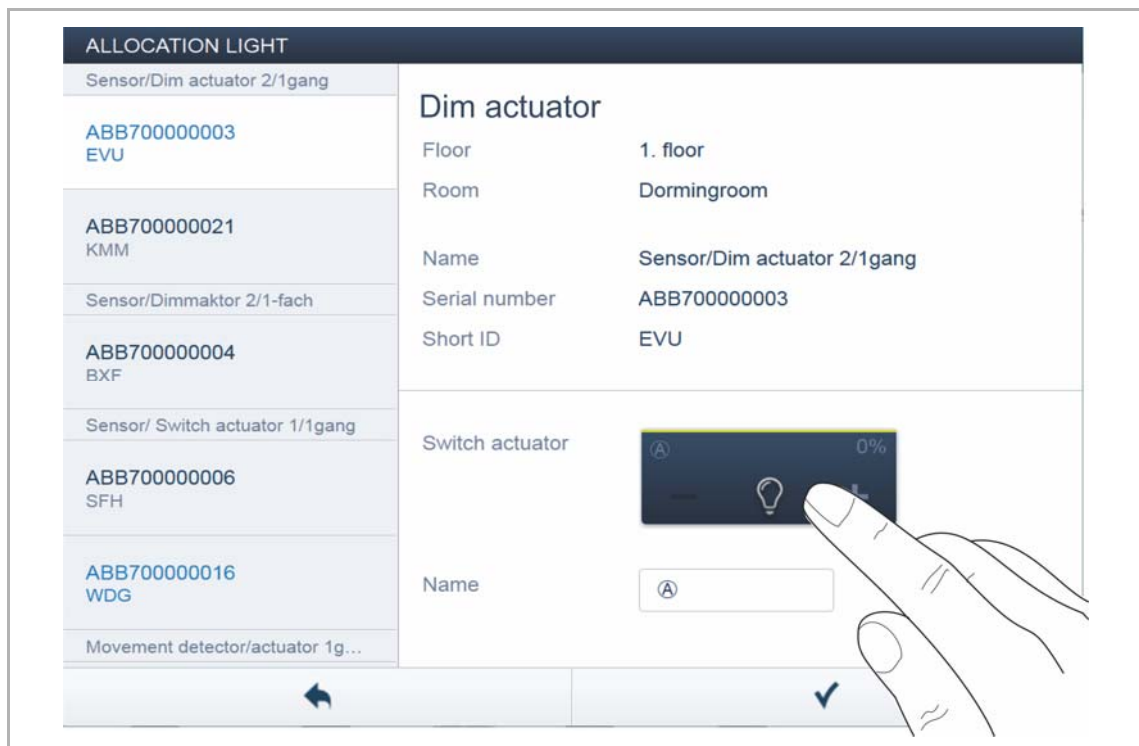 ALLOCATION LIGHT
Sensor/Dim actuator 2/1gang
ABB700000003
EVU
ABB700000021
KMM
Sensor/Dimmaktor 2/1-fach
ABB700000004
BXF
Sensor/ Switch actuator 1/1gang
ABB700000006
SFH
ABB700000016
WDG
Movement detector/actuator 1g...
Dim actuator
Floor 1. floor
Room Dormingroom
Name Sensor/Dim actuator 2/1gang
Serial number ABB700000003
Short ID EVU
Switch actuator
Ⓐ 0%
Name Ⓐ